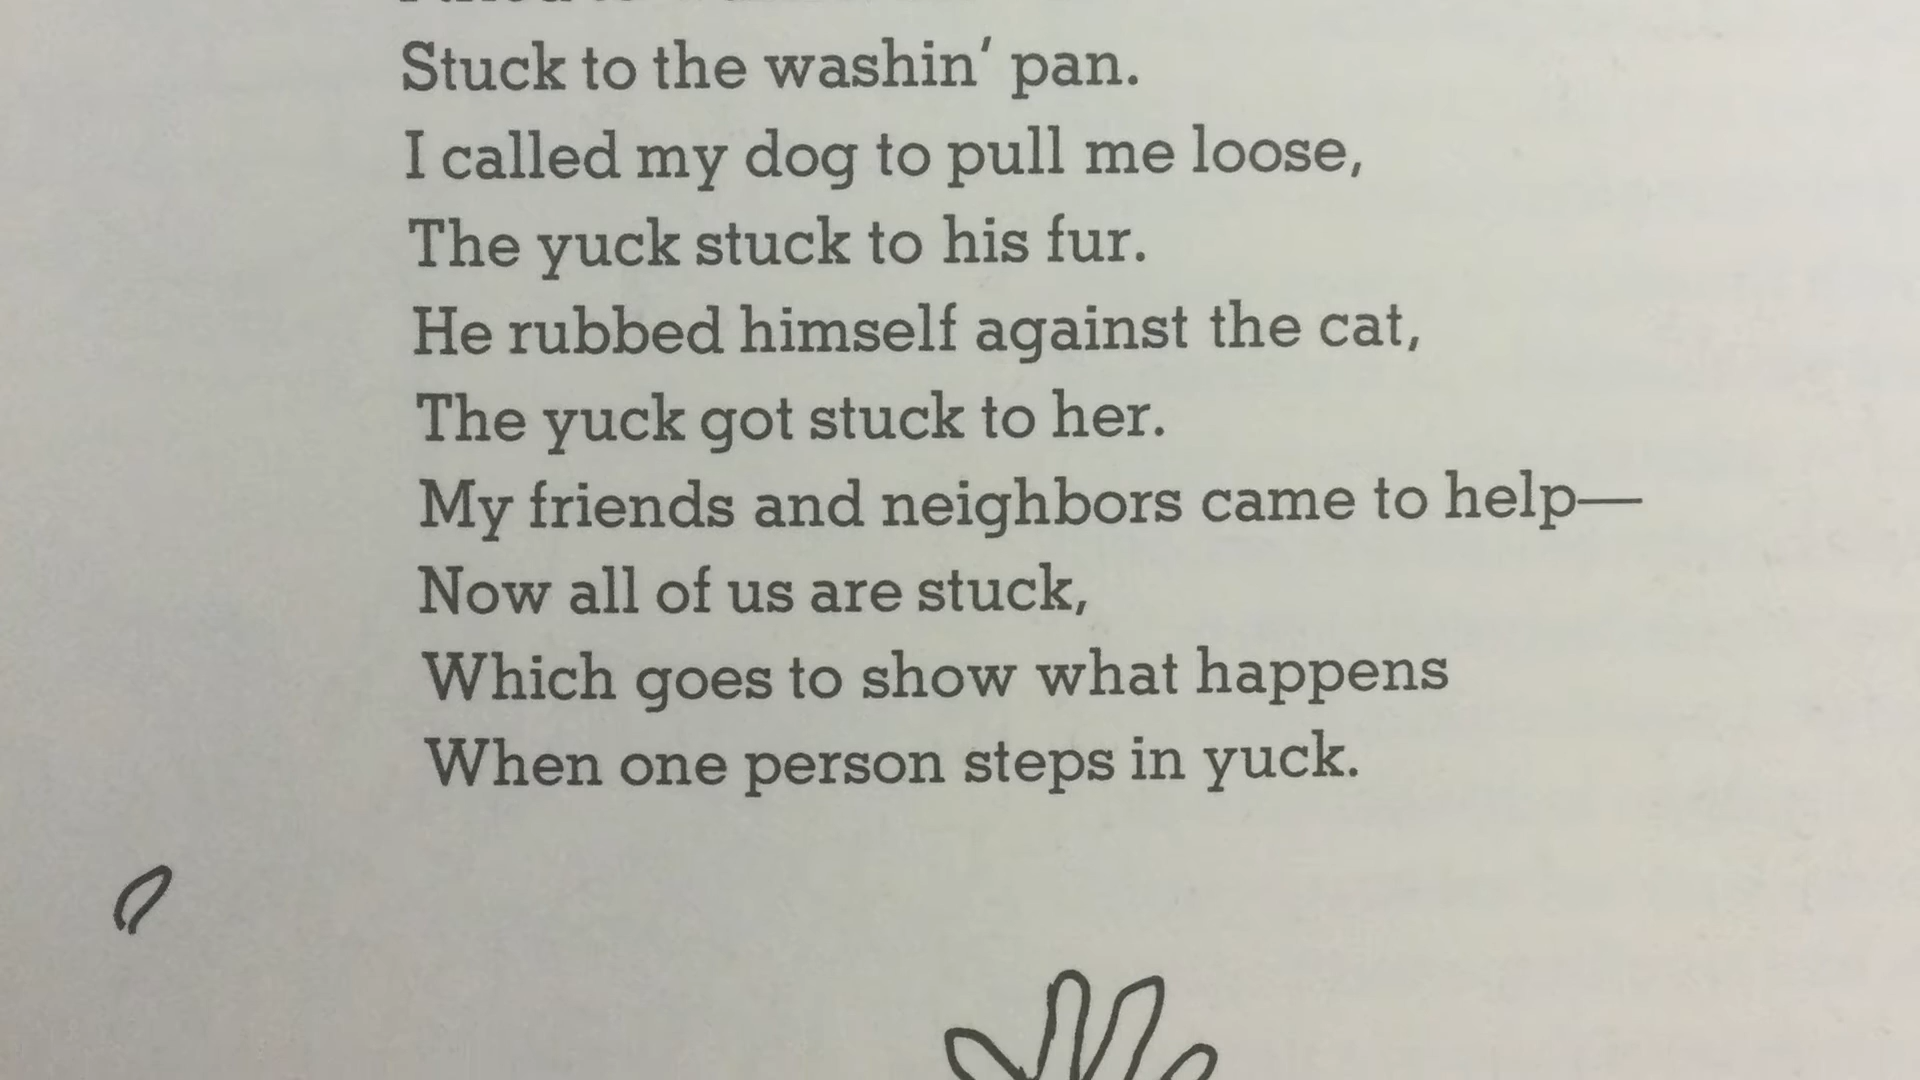 Stuck to the washin’ pan.
I called my dog to pull me loose,
The yuck stuck to his fur.
He rubbed himself against the cat,
The yuck got stuck to her.
My friends and neighbors came to help—
Now all of us are stuck,
Which goes to show what happens
When one person steps in yuck.